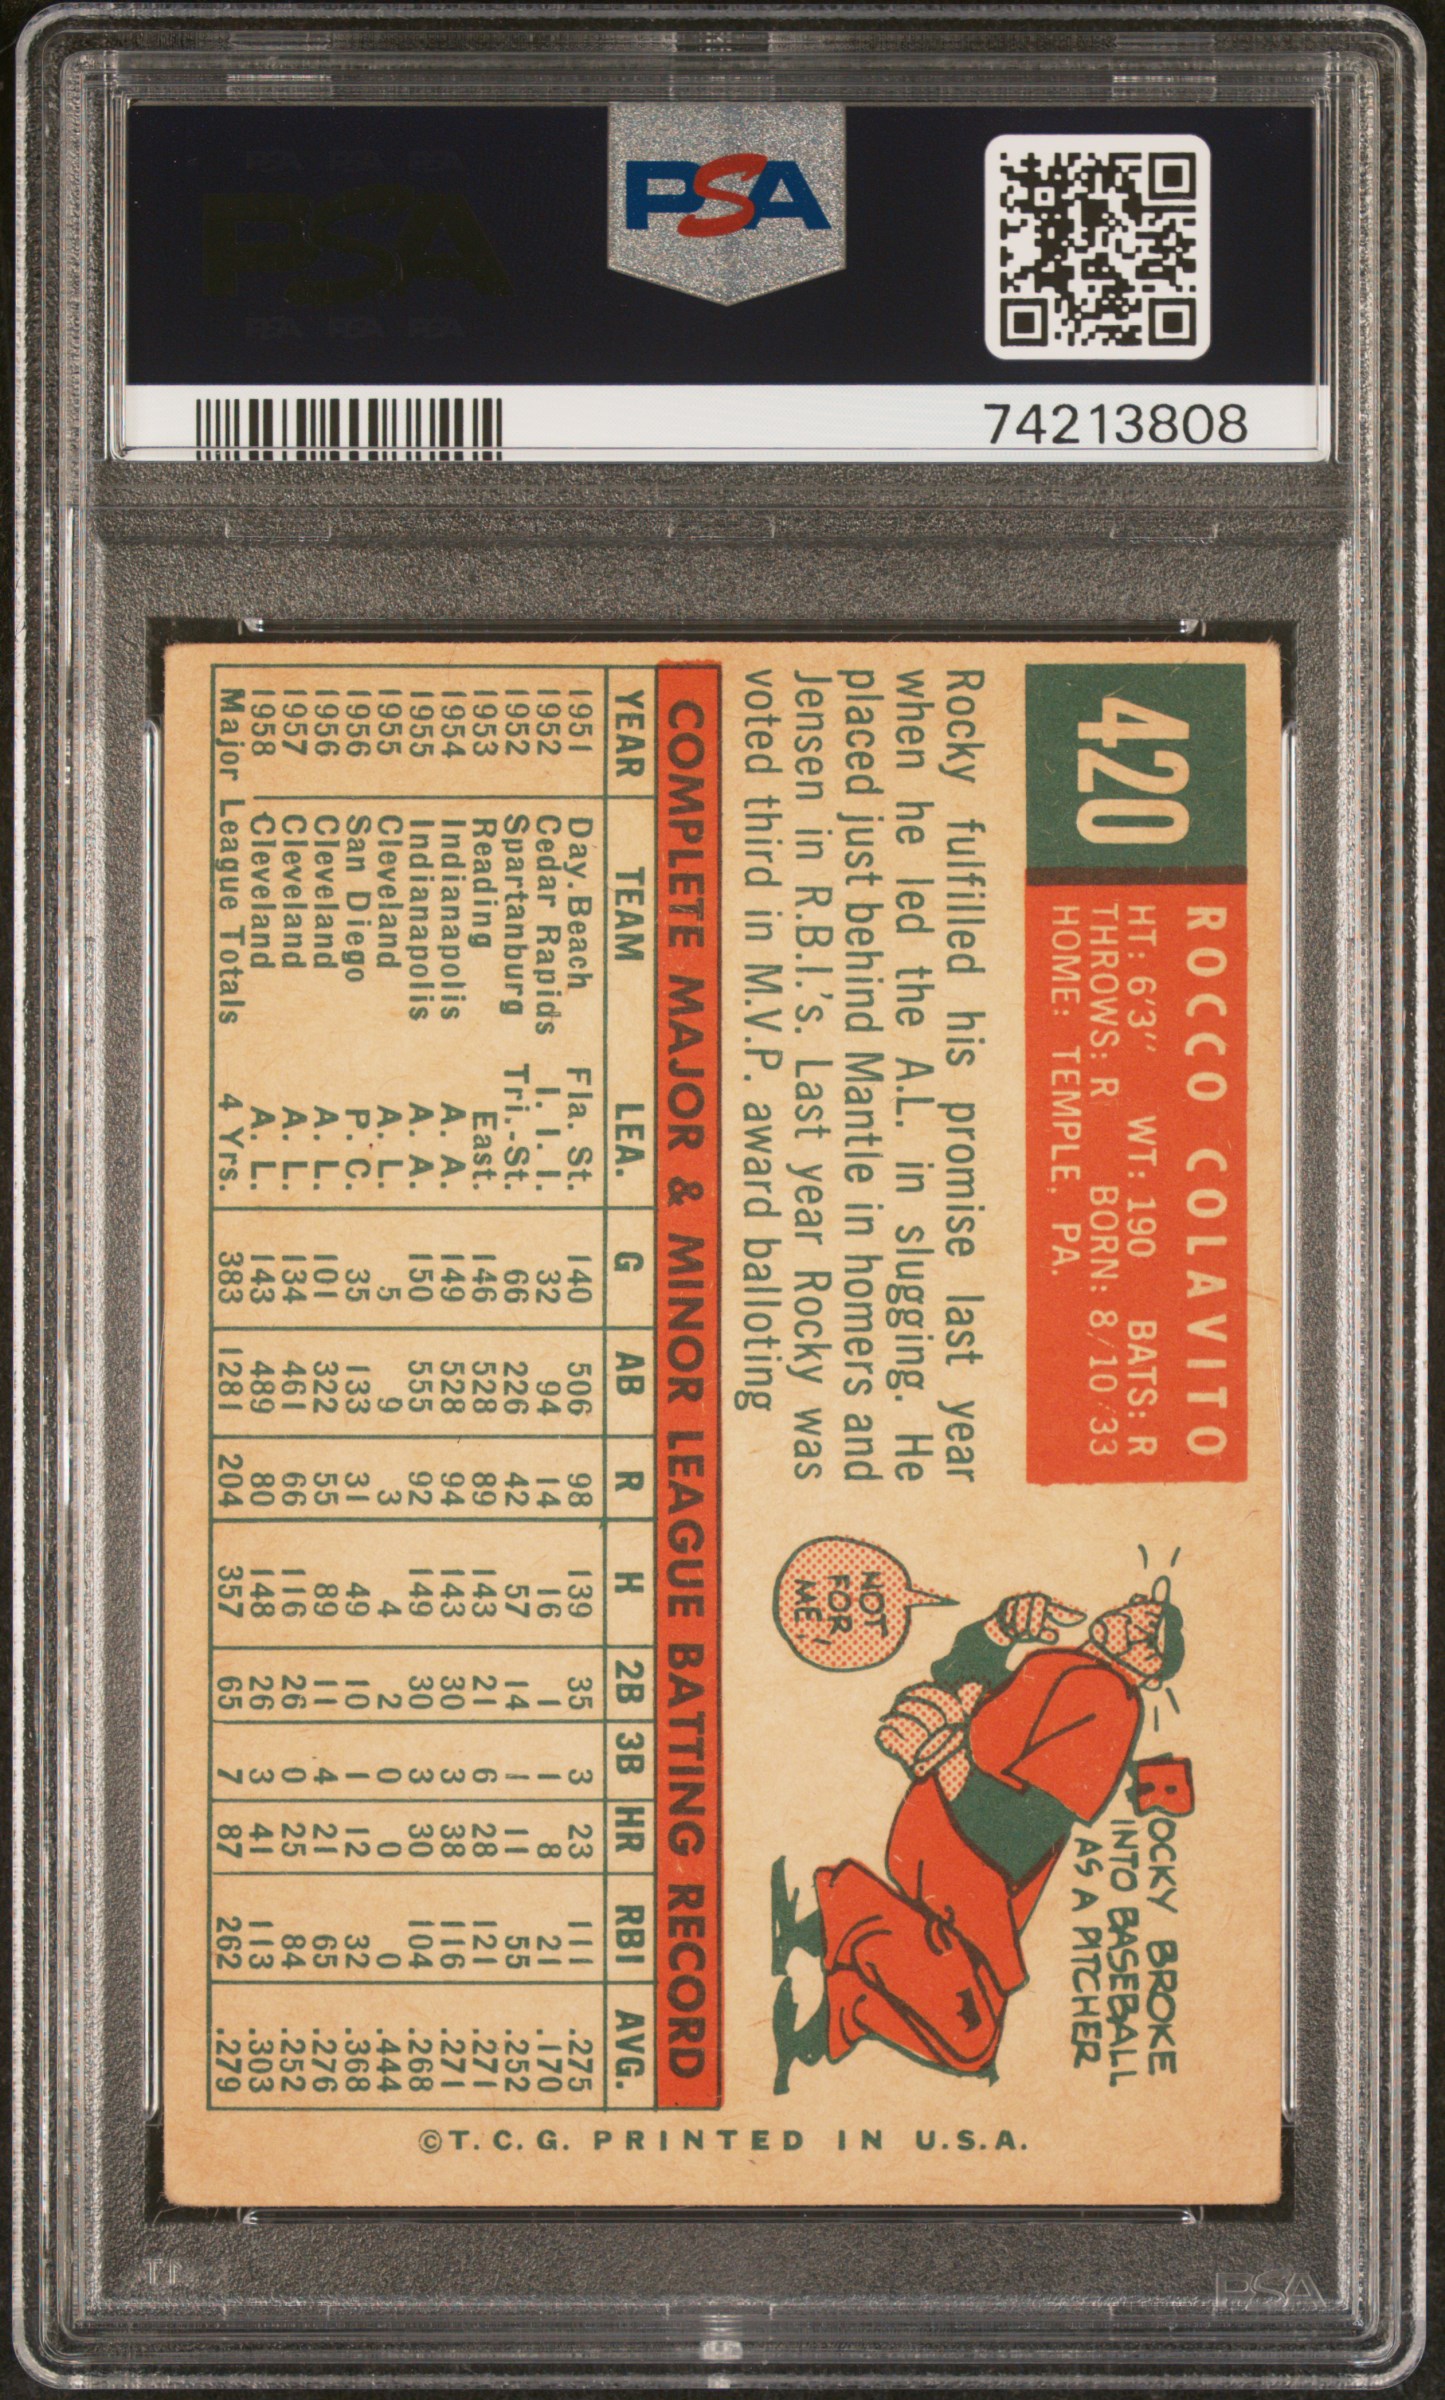 PSA PSA PSA
PSA
PSA PSA PSA
PSA
74213808
420
ROCCO COLAVITO
HT: 6'3" WT: 190 BATS: R
THROWS: R BORN: 8/10/33
HOME: TEMPLE, PA.
Rocky fulfilled his promise last year
when he led the A.L. in slugging. He
placed just behind Mantle in homers and
Jensen in R.B.I.'s. Last year Rocky was
voted third in M.V.P. award balloting
ROCKY BROKE
INTO BASEBALL
AS A PITCHER
NOT
FOR
ME,
COMPLETE MAJOR & MINOR LEAGUE BATTING RECORD
YEAR TEAM LEA. G AB R H 2B 3B HR RBI AVG.
1951 Day. Beach Fla. St. 140 506 98 139 35 3 23 111 .275
1952 Cedar Rapids I. I. I. 32 94 14 16 1 1 8 21 .170
1952 Spartanburg Tri.-St. 66 226 42 57 14 1 11 55 .252
1953 Reading East. 146 528 89 143 21 6 28 121 .271
1954 Indianapolis A. A. 149 528 94 143 30 3 38 116 .271
1955 Indianapolis A. A. 150 555 92 149 30 3 30 104 .268
1955 Cleveland A. L. 5 9 3 4 2 0 0 0 .444
1956 San Diego P. C. 35 133 31 49 10 1 12 32 .368
1956 Cleveland A. L. 101 322 55 89 11 4 21 65 .276
1957 Cleveland A. L. 134 461 66 116 26 0 25 84 .252
1958 Cleveland A. L. 143 489 80 148 26 3 41 113 .303
Major League Totals 4 Yrs. 383 1281 204 357 65 7 87 262 .279
©T. C. G. PRINTED IN U.S.A.
PSA